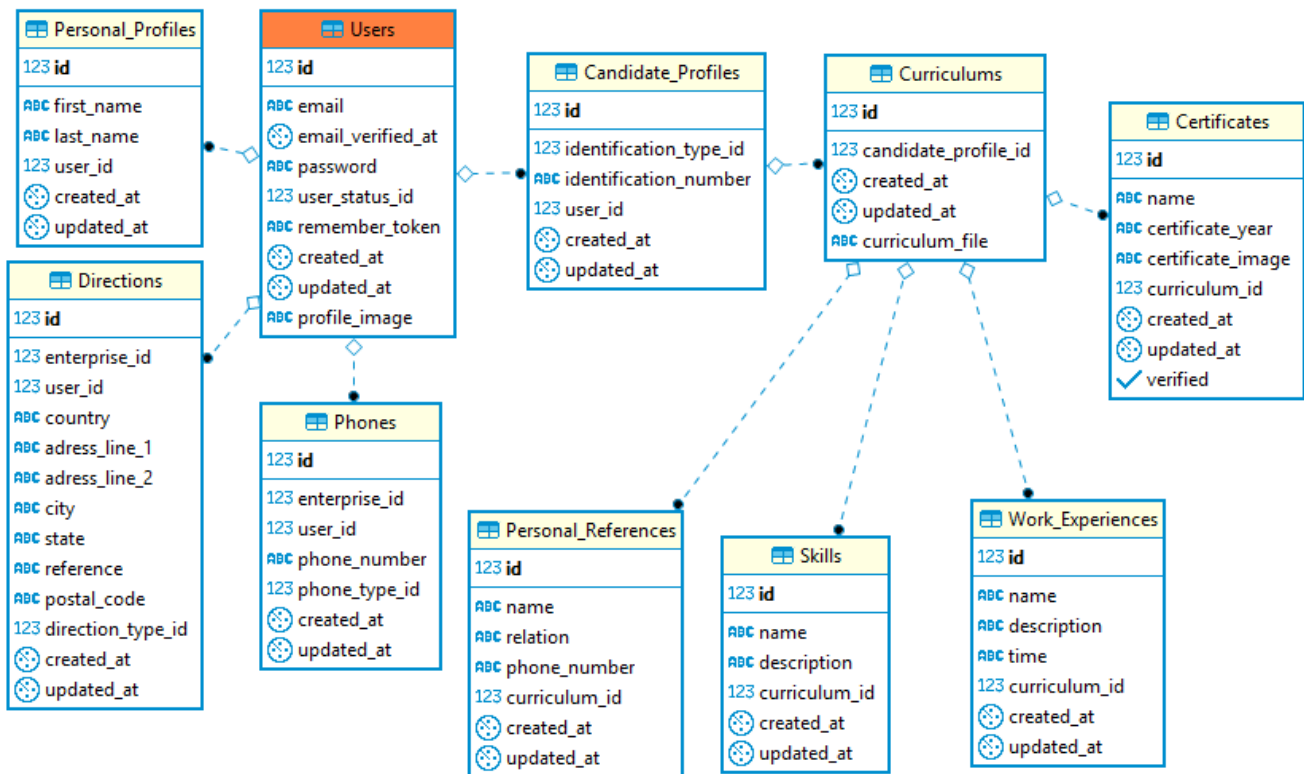 Personal_Profiles
123 id
ABC first_name
ABC last_name
123 user_id
created_at
updated_at
Users
123 id
ABC email
email_verified_at
ABC password
123 user_status_id
ABC remember_token
created_at
updated_at
ABC profile_image
Candidate_Profiles
123 id
123 identification_type_id
ABC identification_number
123 user_id
created_at
updated_at
Curriculums
123 id
123 candidate_profile_id
created_at
updated_at
ABC curriculum_file
Certificates
123 id
ABC name
ABC certificate_year
ABC certificate_image
123 curriculum_id
created_at
updated_at
verified
Directions
123 id
123 enterprise_id
123 user_id
ABC country
ABC adress_line_1
ABC adress_line_2
ABC city
ABC state
ABC reference
ABC postal_code
123 direction_type_id
created_at
updated_at
Phones
123 id
123 enterprise_id
123 user_id
ABC phone_number
123 phone_type_id
created_at
updated_at
Personal_References
123 id
ABC name
ABC relation
ABC phone_number
123 curriculum_id
created_at
updated_at
Skills
123 id
ABC name
ABC description
123 curriculum_id
created_at
updated_at
Work_Experiences
123 id
ABC name
ABC description
ABC time
123 curriculum_id
created_at
updated_at